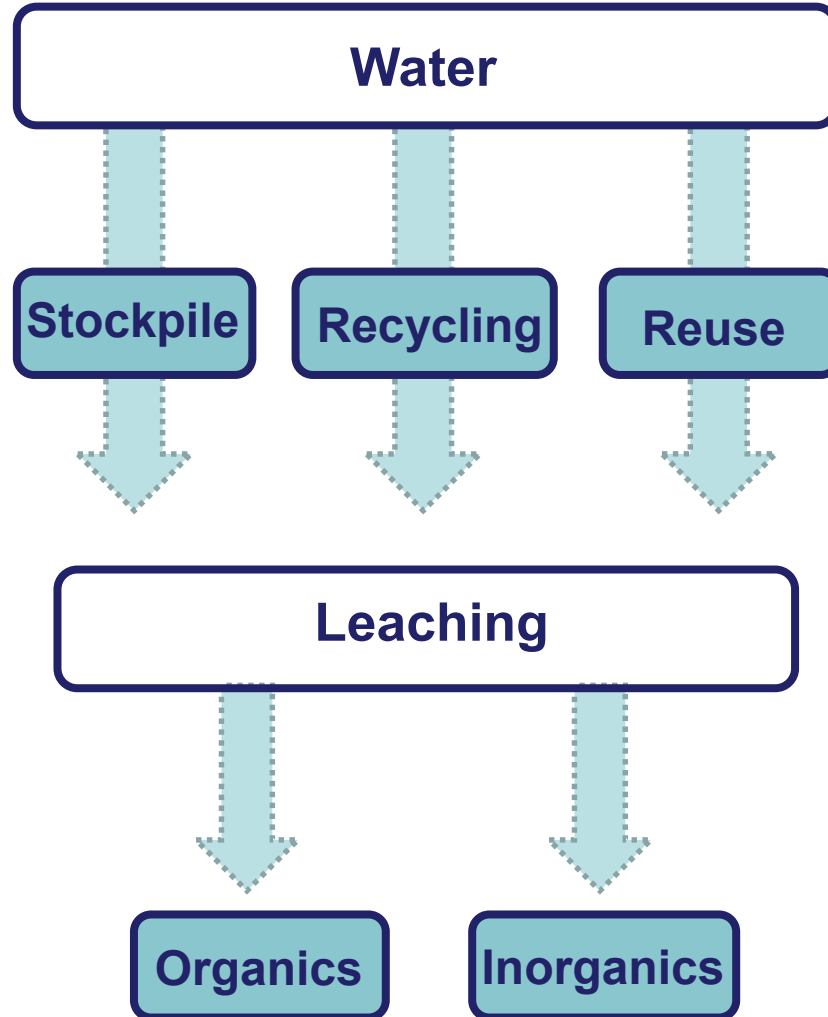 Water
Stockpile
Recycling
Reuse
Leaching
Organics
Inorganics